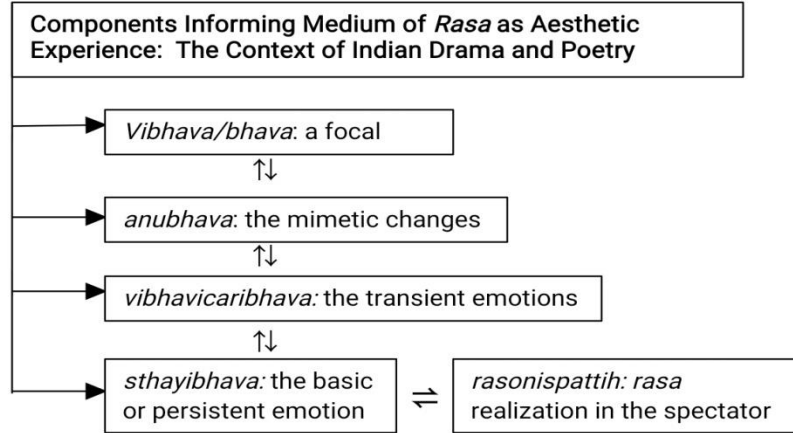 Components Informing Medium of Rasa as Aesthetic
Experience: The Context of Indian Drama and Poetry
Vibhava/bhava: a focal
↑↓
anubhava: the mimetic changes
↑↓
vibhavicaribhava: the transient emotions
↑↓
sthayibhava: the basic
or persistent emotion
⇌
rasonispattih: rasa
realization in the spectator